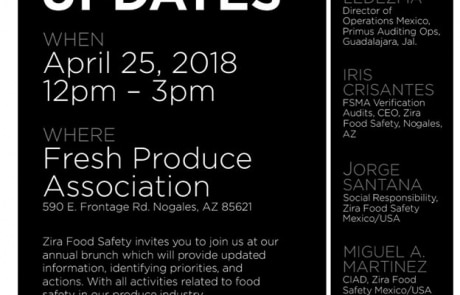 UPDATES
WHEN
April 25, 2018
12pm – 3pm
WHERE
Fresh Produce
Association
590 E. Frontage Rd. Nogales, AZ 85621
Zira Food Safety invites you to join us at our
annual brunch which will provide updated
information, identifying priorities, and
actions. With all activities related to food
safety in our produce industry
LEDEZMA
Director of
Operations Mexico,
Primus Auditing Ops,
Guadalajara, Jal.
IRIS
CRISANTES
FSMA Verification
Audits, CEO, Zira
Food Safety, Nogales,
AZ
JORGE
SANTANA
Social Responsibility,
Zira Food Safety
Mexico/USA
MIGUEL A.
MARTINEZ
CIAD, Zira Food
Safety Mexico/USA